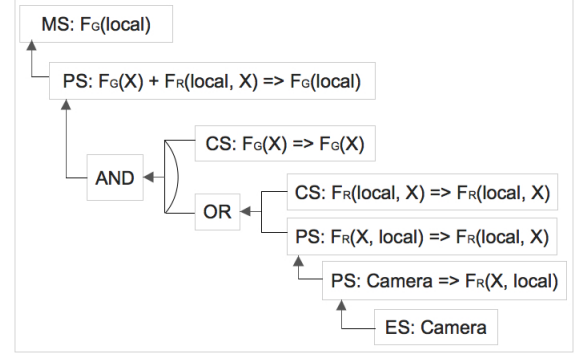 MS: FG(local)
PS: FG(X) + FR(local, X) => FG(local)
CS: FG(X) => FG(X)
AND
CS: FR(local, X) => FR(local, X)
OR
PS: FR(X, local) => FR(local, X)
PS: Camera => FR(X, local)
ES: Camera